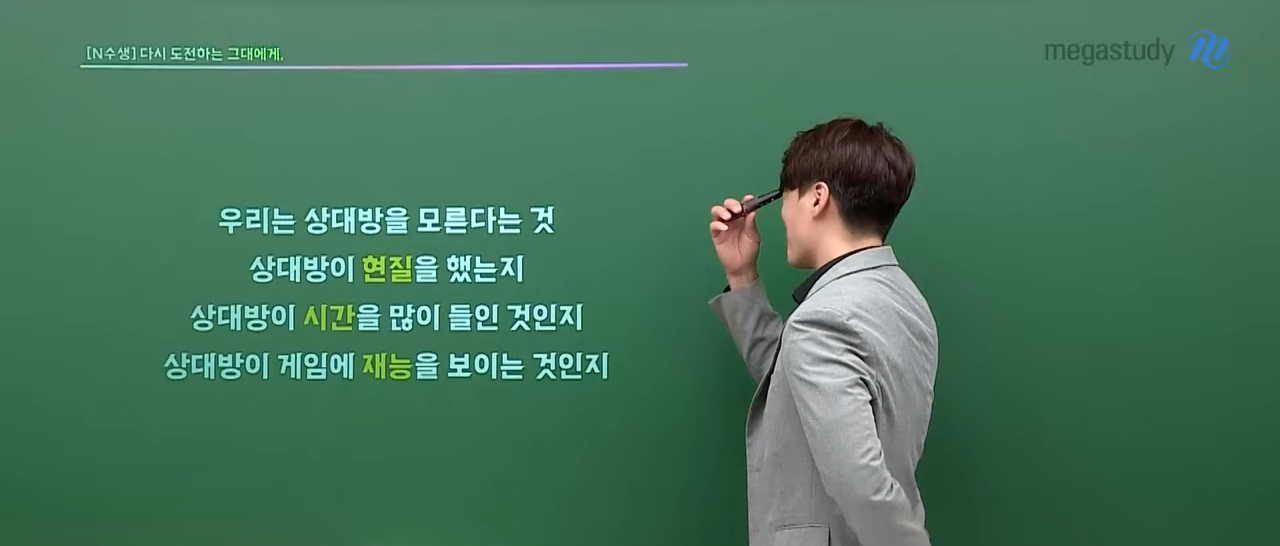 [N수생] 다시 도전하는 그대에게.
megastudy
우리는 상대방을 모른다는 것
상대방이 현질을 했는지
상대방이 시간을 많이 들인 것인지
상대방이 게임에 재능을 보이는 것인지